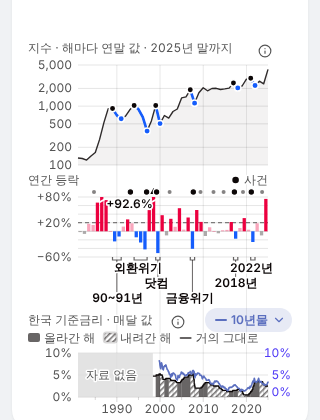 지수 · 해마다 연말 값 · 2025년 말까지
5,000
2,000
1,000
500
200
100
연간 등락
사건
+80%
+92.6%
+20%
−60%
외환위기
2022년
닷컴
2018년
90~91년
금융위기
한국 기준금리 · 매달 값
10년물
올라간 해
내려간 해
거의 그대로
10%
10%
자료 없음
5%
5%
0%
0%
1990
2000
2010
2020